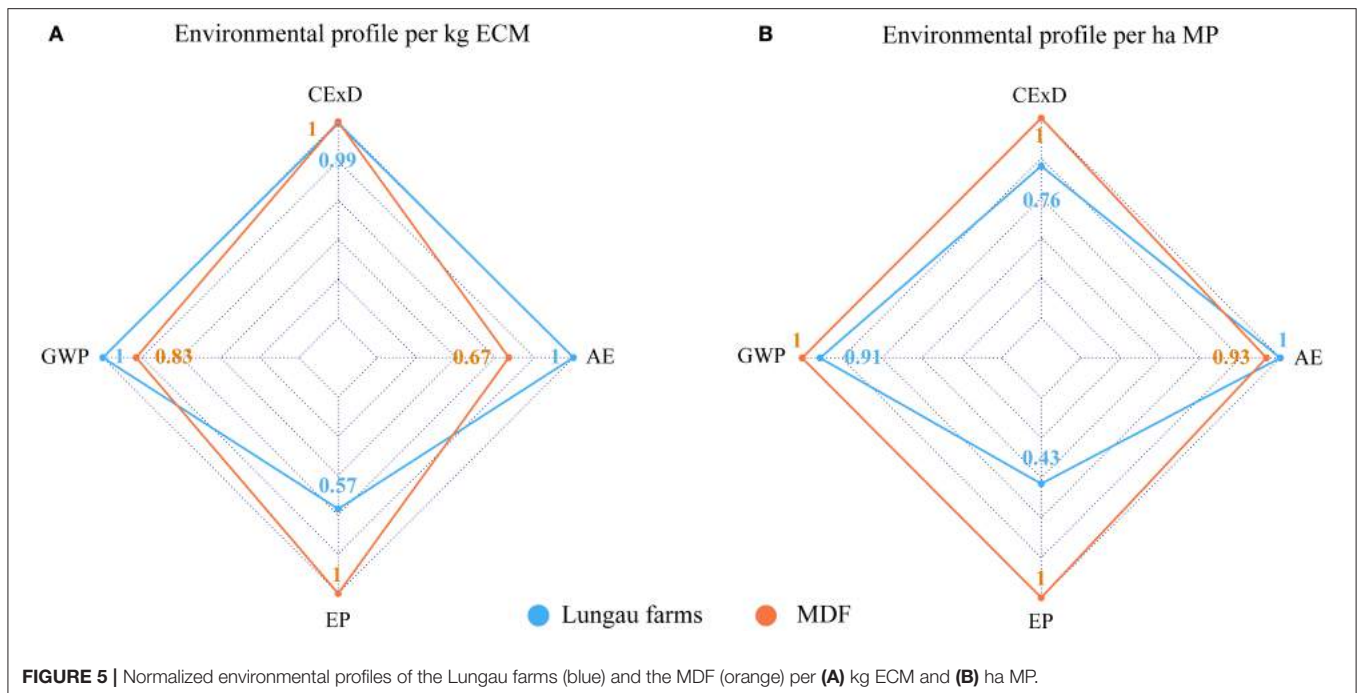 A Environmental profile per kg ECM
CExD
1
0.99
GWP 1 0.83 0.67 1 AE
0.57
1
EP
B Environmental profile per ha MP
CExD
1
0.76
1 1
GWP 0.91 0.93 AE
0.43
1
EP
Lungau farms MDF
FIGURE 5 | Normalized environmental profiles of the Lungau farms (blue) and the MDF (orange) per (A) kg ECM and (B) ha MP.